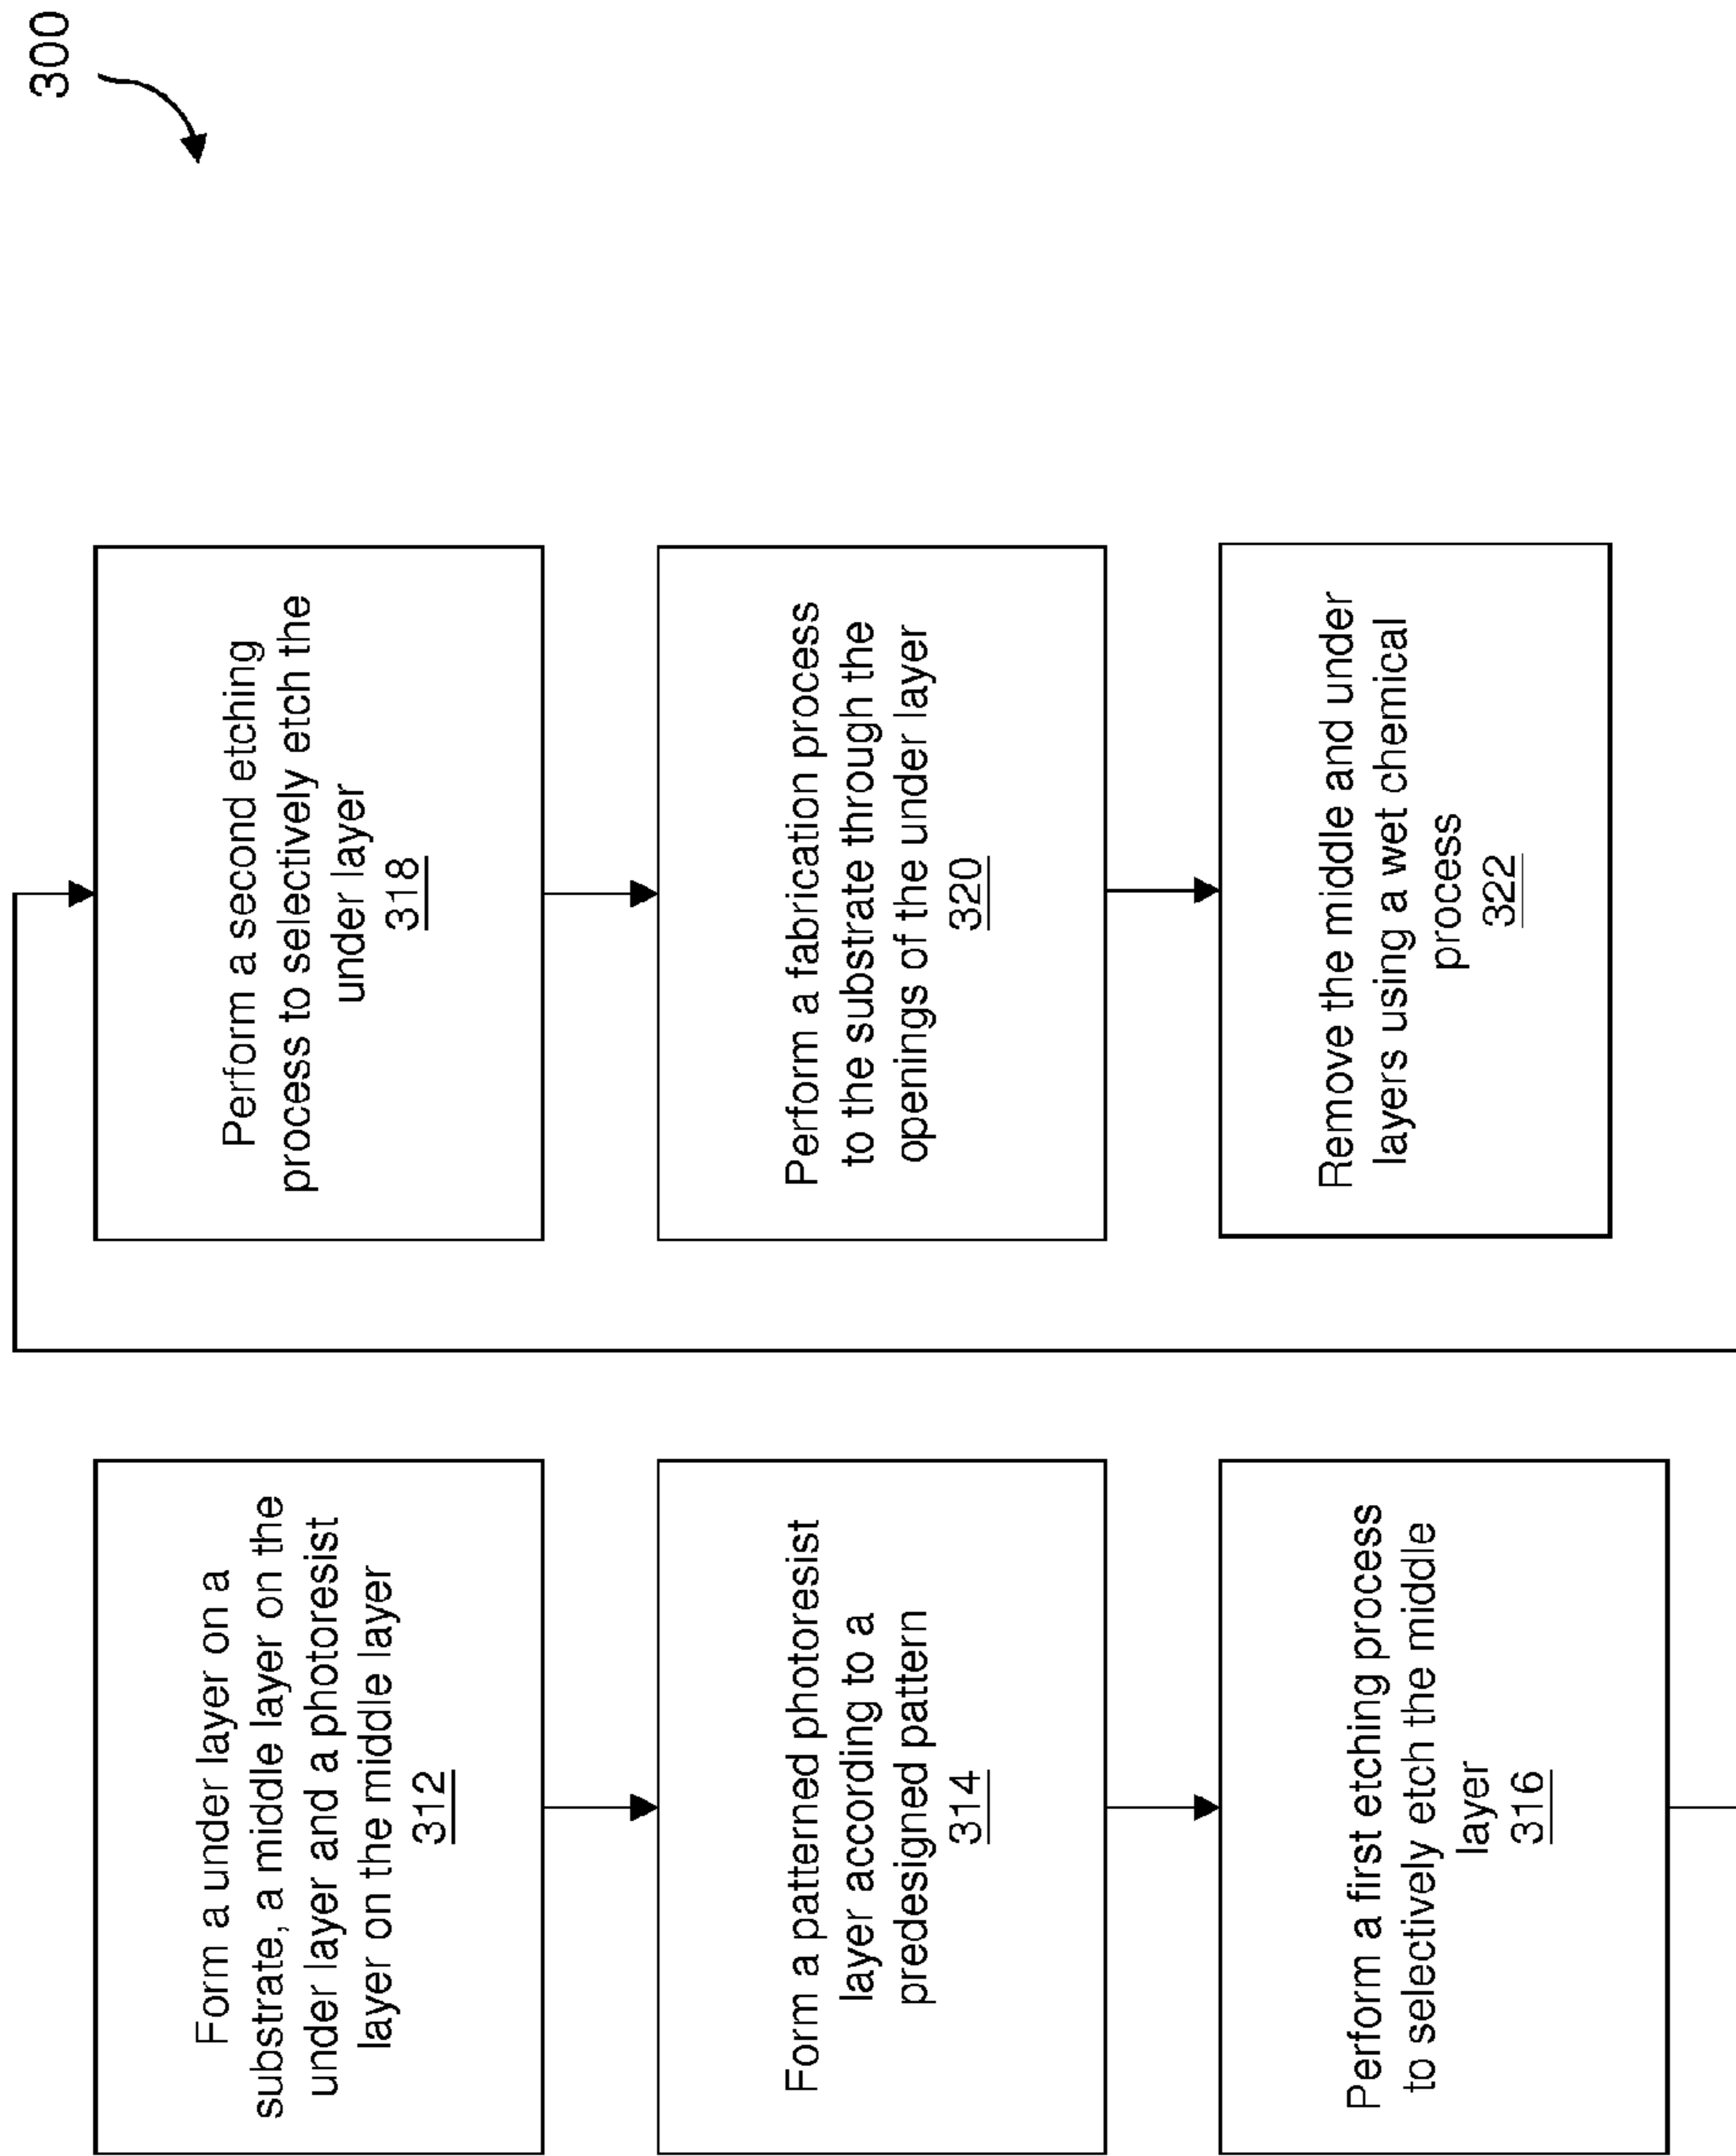 300
Form a under layer on a
substrate, a middle layer on the
under layer and a photoresist
layer on the middle layer
312
Form a patterned photoresist
layer according to a
predesigned pattern
314
Perform a first etching process
to selectively etch the middle
layer
316
Perform a second etching
process to selectively etch the
under layer
318
Perform a fabrication process
to the substrate through the
openings of the under layer
320
Remove the middle and under
layers using a wet chemical
process
322